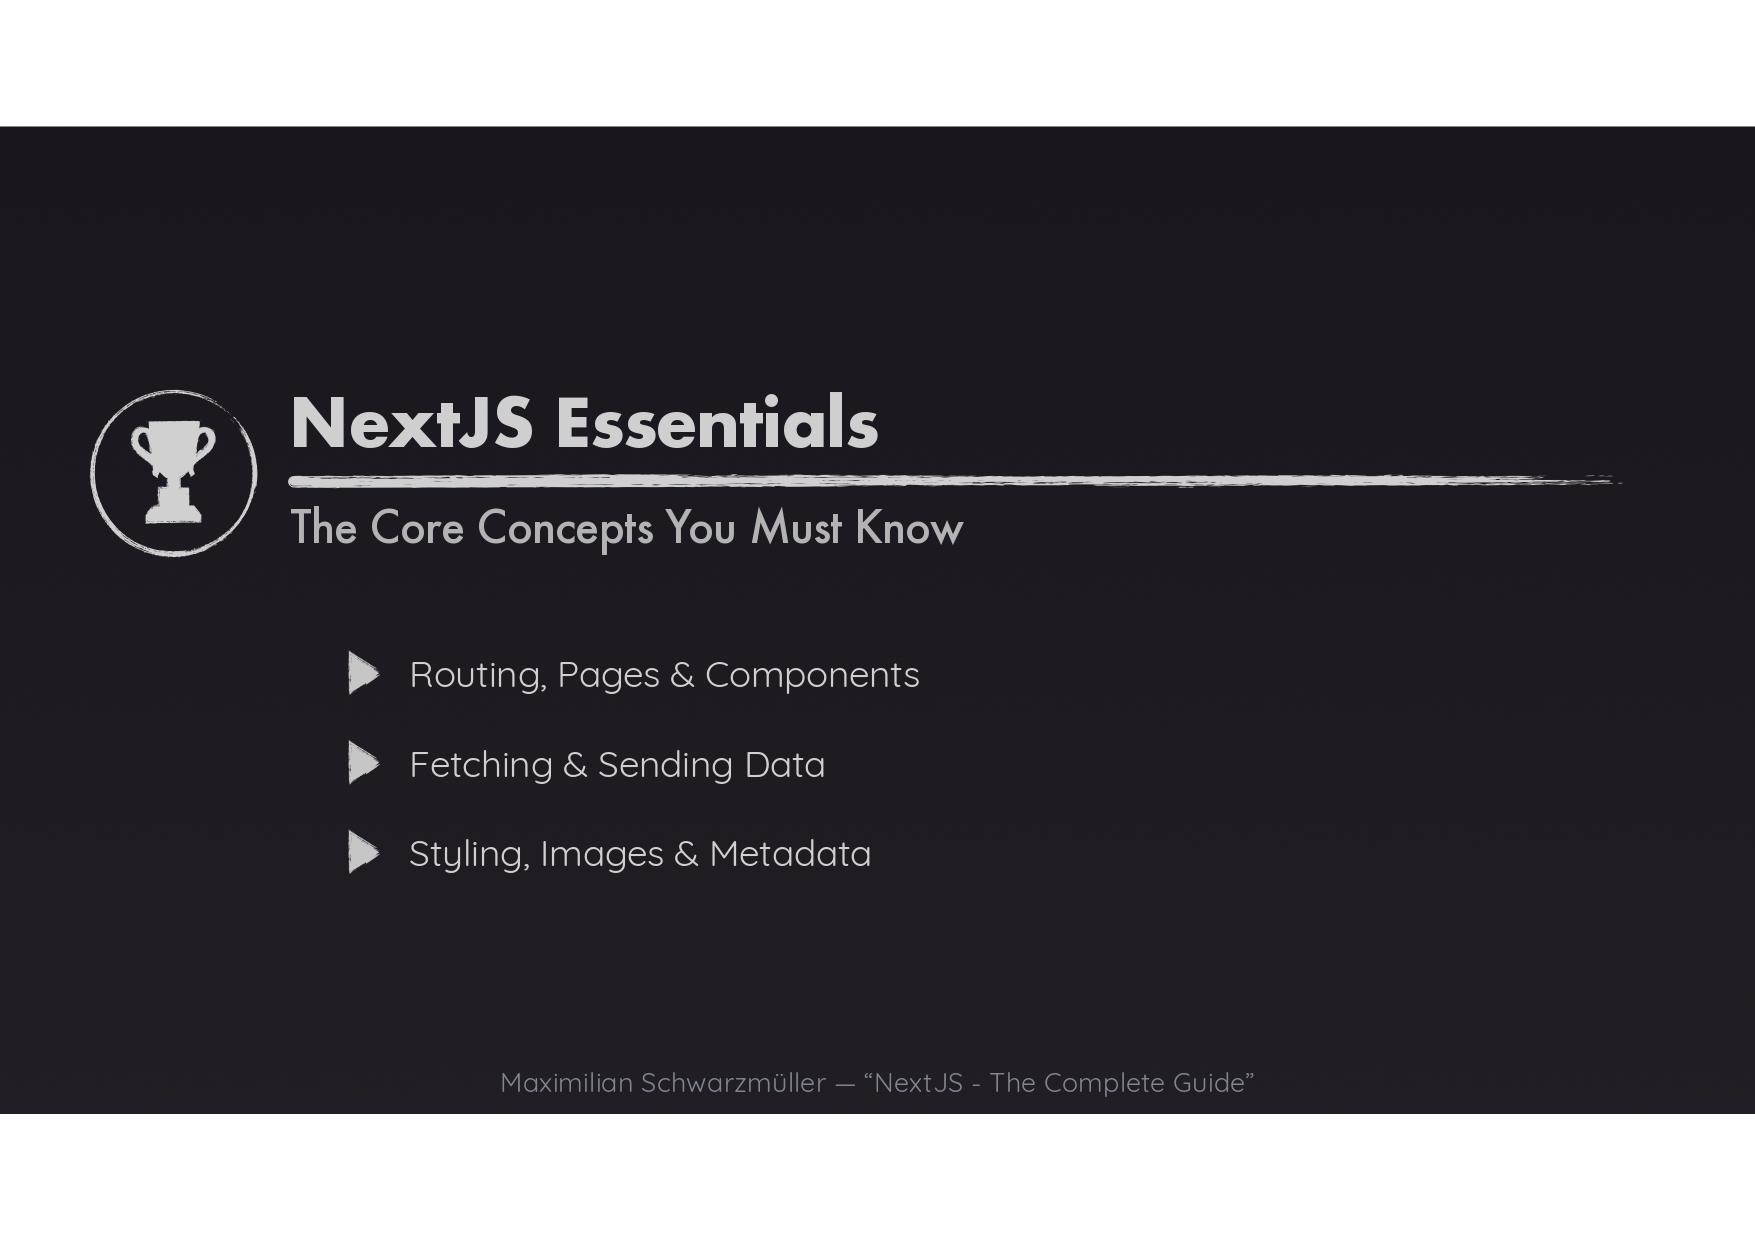 NextJS Essentials
The Core Concepts You Must Know
Routing, Pages & Components
Fetching & Sending Data
Styling, Images & Metadata
Maximilian Schwarzmüller — “NextJS - The Complete Guide”